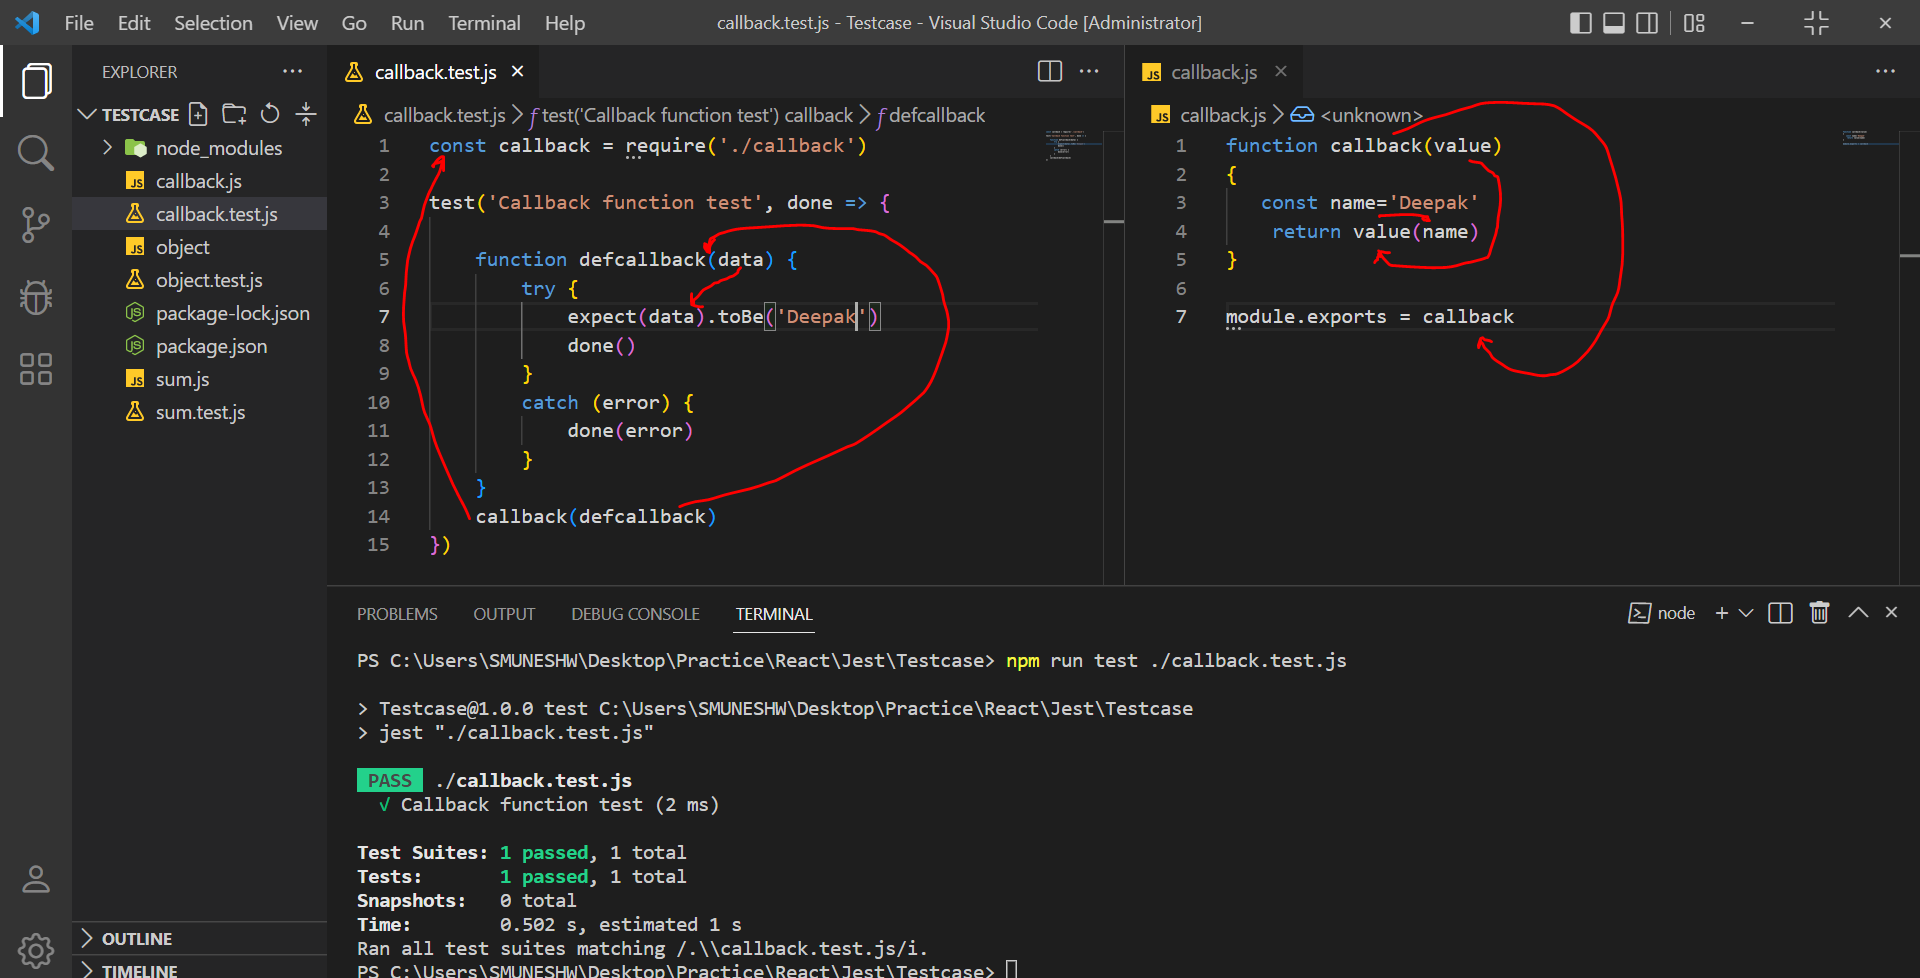 File Edit Selection View Go Run Terminal Help
callback.test.js - Testcase - Visual Studio Code [Administrator]
EXPLORER
TESTCASE
node_modules
callback.js
callback.test.js
object
object.test.js
package-lock.json
package.json
sum.js
sum.test.js
OUTLINE
TIMELINE
callback.test.js
callback.test.js > test('Callback function test') callback > defcallback
1 const callback = require('./callback')
2
3 test('Callback function test', done => {
4
5 function defcallback(data) {
6 try {
7 expect(data).toBe('Deepak')
8 done()
9 }
10 catch (error) {
11 done(error)
12 }
13 }
14 callback(defcallback)
15 })
JS callback.js
JS callback.js > <unknown>
1 function callback(value)
2 {
3 const name='Deepak'
4 return value(name)
5 }
6
7 module.exports = callback
PROBLEMS OUTPUT DEBUG CONSOLE TERMINAL
node
PS C:\Users\SMUNESHW\Desktop\Practice\React\Jest\Testcase> npm run test ./callback.test.js
> Testcase@1.0.0 test C:\Users\SMUNESHW\Desktop\Practice\React\Jest\Testcase
> jest "./callback.test.js"
PASS ./callback.test.js
√ Callback function test (2 ms)
Test Suites: 1 passed, 1 total
Tests: 1 passed, 1 total
Snapshots: 0 total
Time: 0.502 s, estimated 1 s
Ran all test suites matching /.\\callback.test.js/i.
PS C:\Users\SMUNESHW\Desktop\Practice\React\Jest\Testcase>